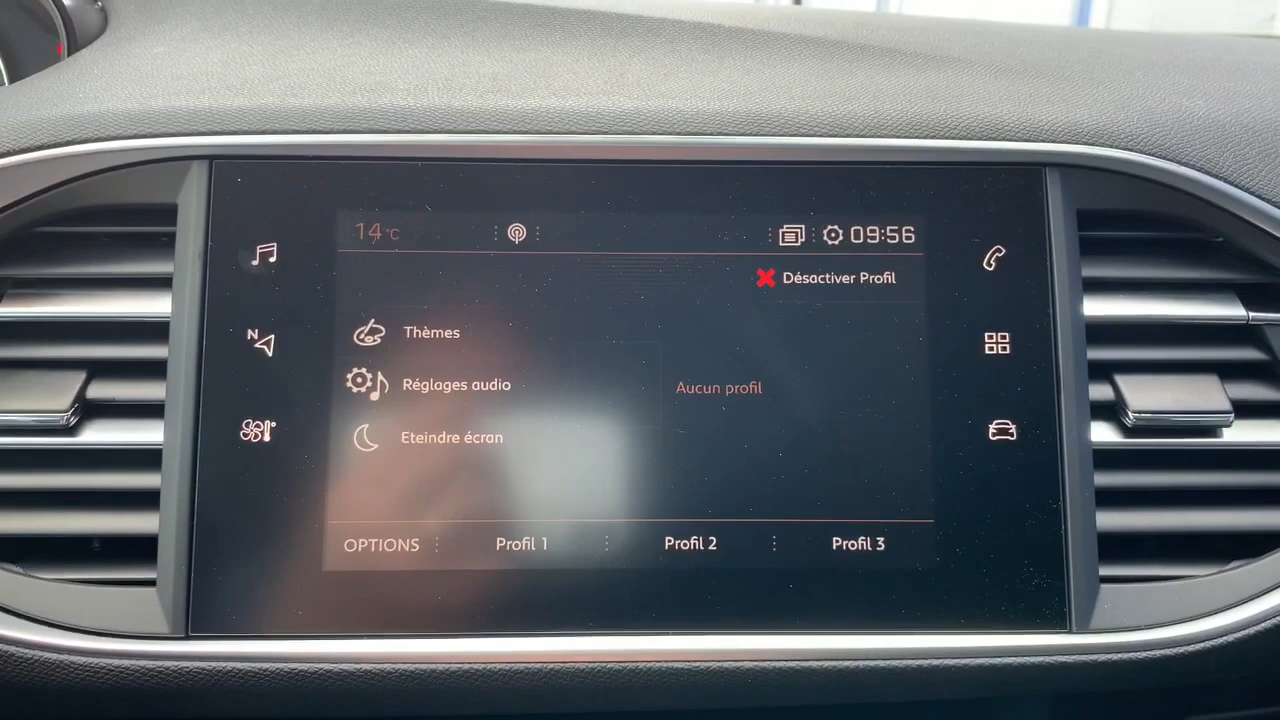 14°C
09:56
Désactiver Profil
Thèmes
Réglages audio
Aucun profil
Eteindre écran
OPTIONS
Profil 1
Profil 2
Profil 3
N